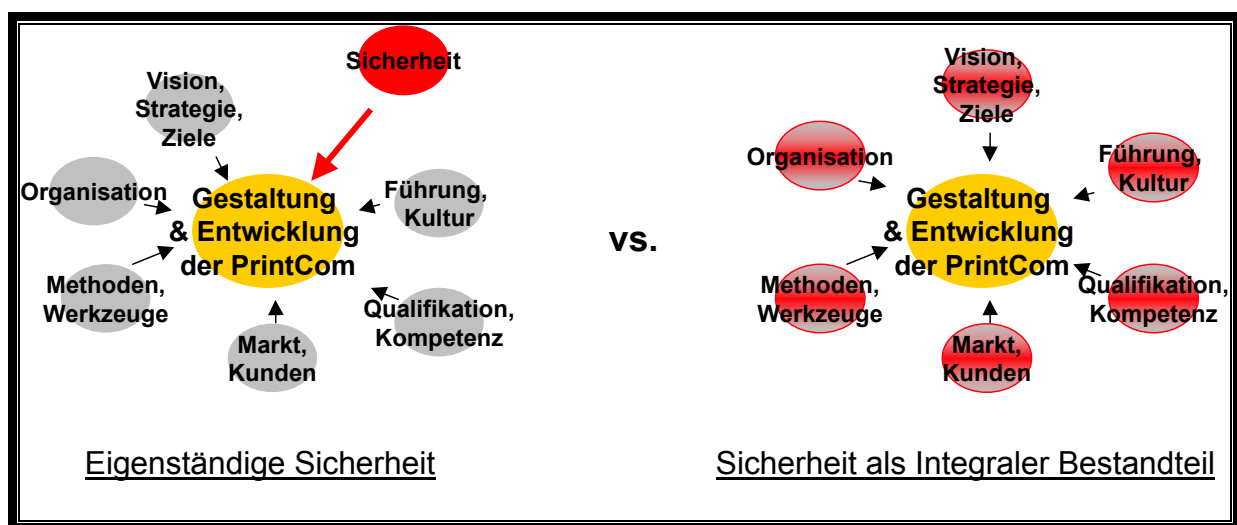 Sicherheit
Vision,
Strategie,
Ziele
Organisation
Führung,
Kultur
Gestaltung
& Entwicklung
der PrintCom
Methoden,
Werkzeuge
Qualifikation,
Kompetenz
Markt,
Kunden
Eigenständige Sicherheit
vs.
Vision,
Strategie,
Ziele
Organisation
Führung,
Kultur
Gestaltung
& Entwicklung
der PrintCom
Methoden,
Werkzeuge
Qualifikation,
Kompetenz
Markt,
Kunden
Sicherheit als Integraler Bestandteil